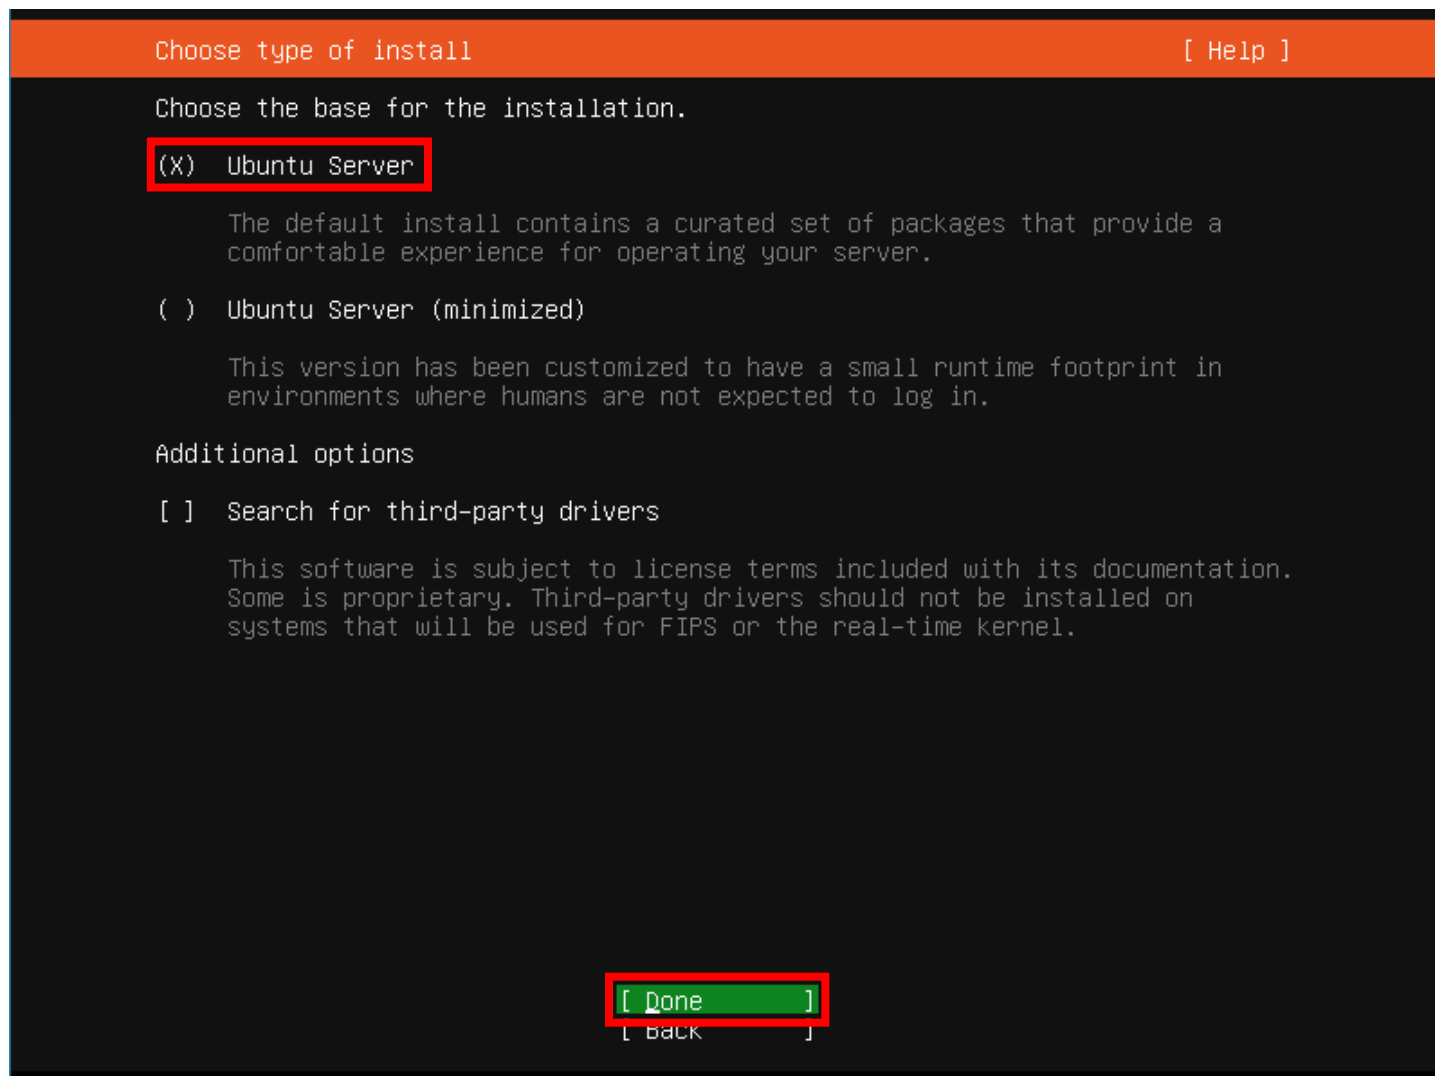 Choose type of install [ Help ]
Choose the base for the installation.
(X) Ubuntu Server
The default install contains a curated set of packages that provide a
comfortable experience for operating your server.
( ) Ubuntu Server (minimized)
This version has been customized to have a small runtime footprint in
environments where humans are not expected to log in.
Additional options
[ ] Search for third-party drivers
This software is subject to license terms included with its documentation.
Some is proprietary. Third-party drivers should not be installed on
systems that will be used for FIPS or the real-time kernel.
[ Done ]
[ Back ]